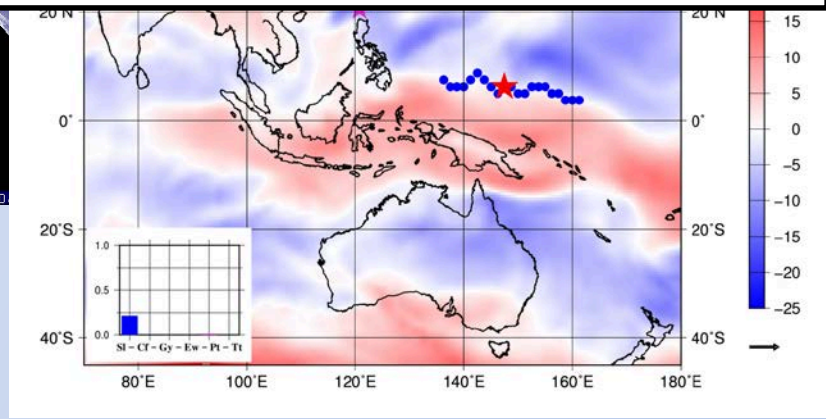 20°N
20°N
15
10
5
0
−5
−10
−15
−20
−25
0°
0°
20°S
20°S
40°S
40°S
1.0
0.5
0.0
Sl – Cf – Gy – Ew – Pt – Tt
80°E 100°E 120°E 140°E 160°E 180°E